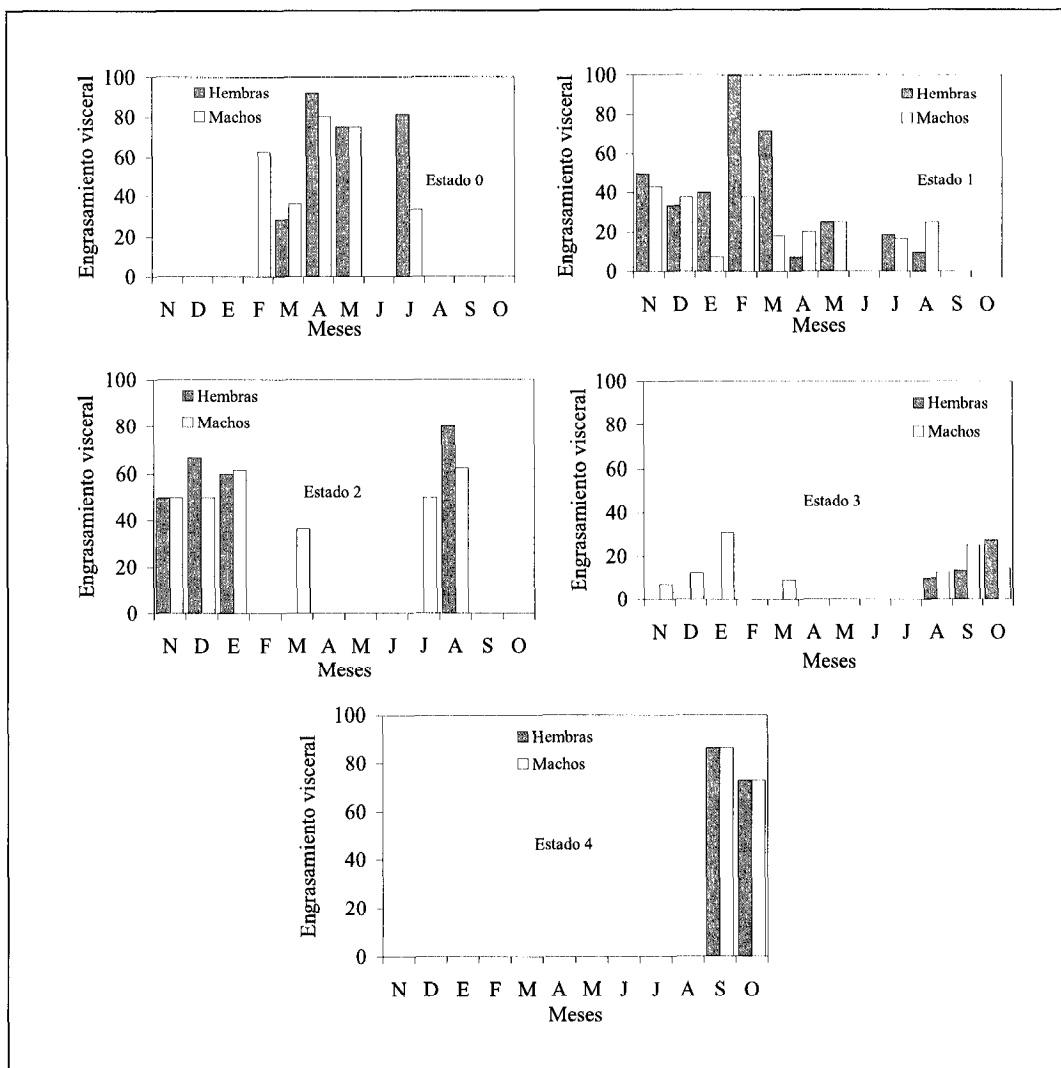 Engrasamiento visceral
100
80
60
40
20
0
Hembras
Machos
Estado 0
N D E F M A M J J A S O
Meses
Engrasamiento visceral
100
80
60
40
20
0
Hembras
Machos
Estado 1
N D E F M A M J J A S O
Meses
Engrasamiento visceral
100
80
60
40
20
0
Hembras
Machos
Estado 2
N D E F M A M J J A S O
Meses
Engrasamiento visceral
100
80
60
40
20
0
Hembras
Machos
Estado 3
N D E F M A M J J A S O
Meses
Engrasamiento visceral
100
80
60
40
20
0
Hembras
Machos
Estado 4
N D E F M A M J J A S O
Meses